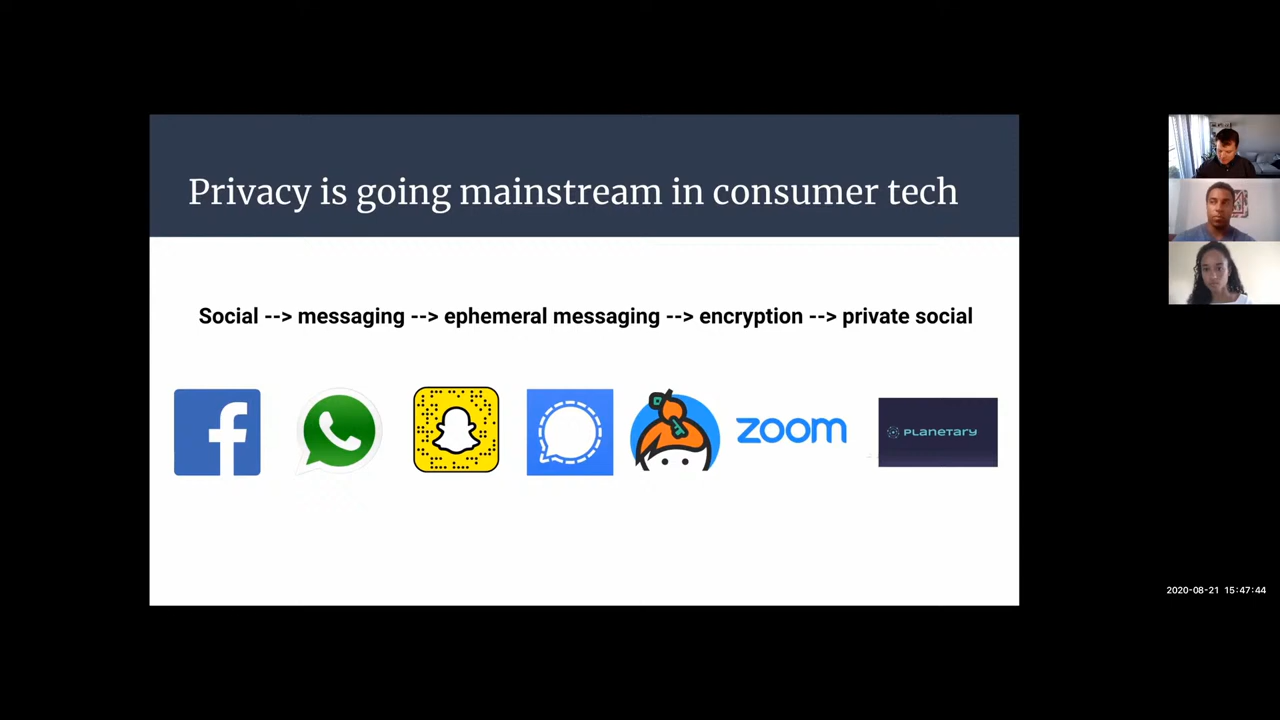 Privacy is going mainstream in consumer tech
Social --> messaging --> ephemeral messaging --> encryption --> private social
f
zoom
PLANETARY
2020-08-21 15:47:44